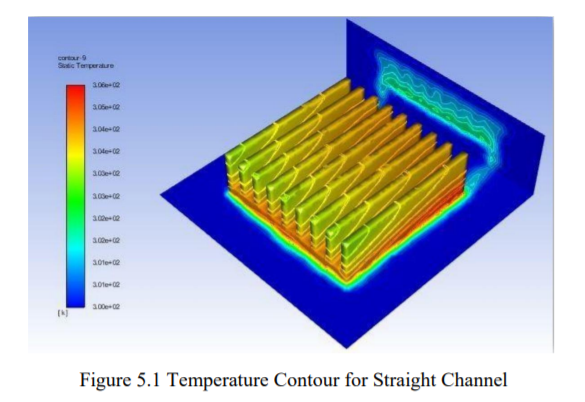 contour-9
Static Temperature
3.06e+02
3.05e+02
3.04e+02
3.04e+02
3.03e+02
3.03e+02
3.02e+02
3.02e+02
3.01e+02
3.01e+02
3.00e+02
[k]
Figure 5.1 Temperature Contour for Straight Channel